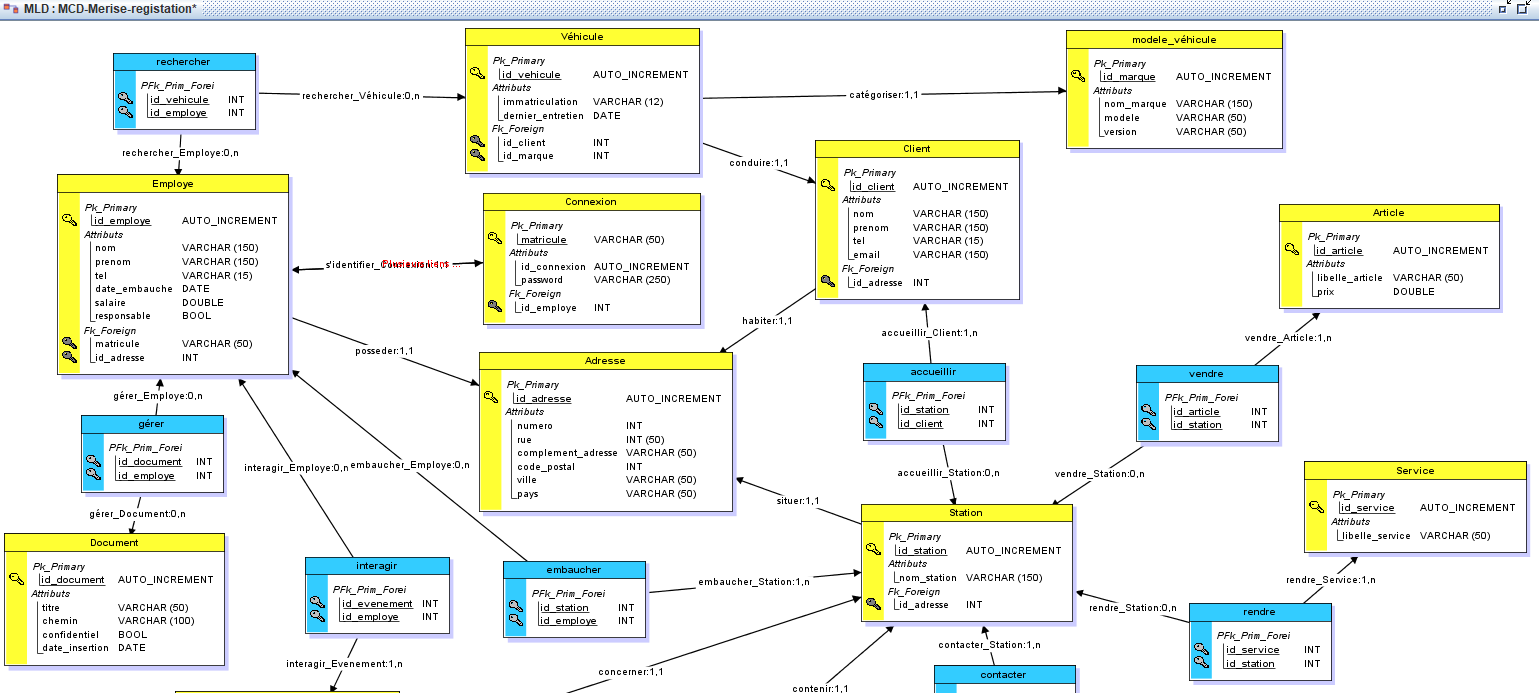 MLD : MCD-Merise-registation*
rechercher
PFk_Prim_Forei
id_vehicule INT
id_employe INT
rechercher_Véhicule:0,n
rechercher_Employe:0,n
Véhicule
Pk_Primary
id_vehicule AUTO_INCREMENT
Attributs
immatriculation VARCHAR (12)
dernier_entretien DATE
Fk_Foreign
id_client INT
id_marque INT
catégoriser:1,1
modele_véhicule
Pk_Primary
id_marque AUTO_INCREMENT
Attributs
nom_marque VARCHAR (150)
modele VARCHAR (50)
version VARCHAR (50)
conduire:1,1
Client
Pk_Primary
id_client AUTO_INCREMENT
Attributs
nom VARCHAR (150)
prenom VARCHAR (150)
tel VARCHAR (15)
email VARCHAR (150)
Fk_Foreign
id_adresse INT
Employe
Pk_Primary
id_employe AUTO_INCREMENT
Attributs
nom VARCHAR (150)
prenom VARCHAR (150)
tel VARCHAR (15)
date_embauche DATE
salaire DOUBLE
responsable BOOL
Fk_Foreign
matricule VARCHAR (50)
id_adresse INT
s'identifier_
Connexion
Pk_Primary
matricule VARCHAR (50)
Attributs
id_connexion AUTO_INCREMENT
password VARCHAR (250)
Fk_Foreign
id_employe INT
Article
Pk_Primary
id_article AUTO_INCREMENT
Attributs
libelle_article VARCHAR (50)
prix DOUBLE
habiter:1,1
accueillir_Client:1,n
vendre_Article:1,n
posseder:1,1
Adresse
Pk_Primary
id_adresse AUTO_INCREMENT
Attributs
numero INT
rue INT (50)
complement_adresse VARCHAR (50)
code_postal INT
ville VARCHAR (50)
pays VARCHAR (50)
accueillir
PFk_Prim_Forei
id_station INT
id_client INT
vendre
PFk_Prim_Forei
id_article INT
id_station INT
gérer_Employe:0,n
gérer
PFk_Prim_Forei
id_document INT
id_employe INT
interagir_Employe:0,n
embaucher_Employe:0,n
accueillir_Station:0,n
vendre_Station:0,n
situer:1,1
gérer_Document:0,n
Service
Pk_Primary
id_service AUTO_INCREMENT
Attributs
libelle_service VARCHAR (50)
Document
Pk_Primary
id_document AUTO_INCREMENT
Attributs
titre VARCHAR (50)
chemin VARCHAR (100)
confidentiel BOOL
date_insertion DATE
interagir
PFk_Prim_Forei
id_evenement INT
id_employe INT
embaucher
PFk_Prim_Forei
id_station INT
id_employe INT
embaucher_Station:1,n
Station
Pk_Primary
id_station AUTO_INCREMENT
Attributs
nom_station VARCHAR (150)
Fk_Foreign
id_adresse INT
rendre_Service:1,n
rendre_Station:0,n
rendre
PFk_Prim_Forei
id_service INT
id_station INT
interagir_Evenement:1,n
concerner:1,1
contacter_Station:1,n
contenir:1,1
contacter